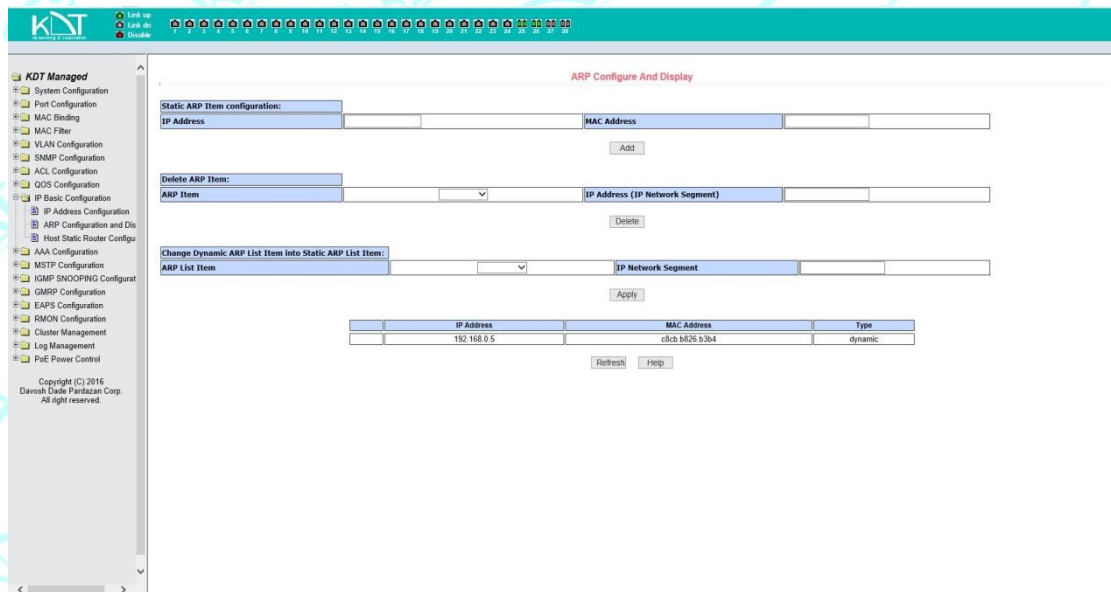 KDT
Link up
Link dn
Disable
1 2 3 4 5 6 7 8 9 10 11 12 13 14 15 16 17 18 19 20 21 22 23 24 25 26 27 28
KDT Managed
System Configuration
Port Configuration
MAC Binding
MAC Filter
VLAN Configuration
SNMP Configuration
ACL Configuration
QOS Configuration
IP Basic Configuration
IP Address Configuration
ARP Configuration and Dis
Host Static Router Configu
AAA Configuration
MSTP Configuration
IGMP SNOOPING Configurat
GMRP Configuration
EAPS Configuration
RMON Configuration
Cluster Management
Log Management
PoE Power Control
Copyright (C) 2016
Davosh Dade Pardazan Corp.
All right reserved.
ARP Configure And Display
Static ARP Item configuration:
IP Address MAC Address
Add
Delete ARP Item:
ARP Item IP Address (IP Network Segment)
Delete
Change Dynamic ARP List Item into Static ARP List Item:
ARP List Item IP Network Segment
Apply
IP Address MAC Address Type
192.168.0.5 c8cb.b826.b3b4 dynamic
Refresh Help